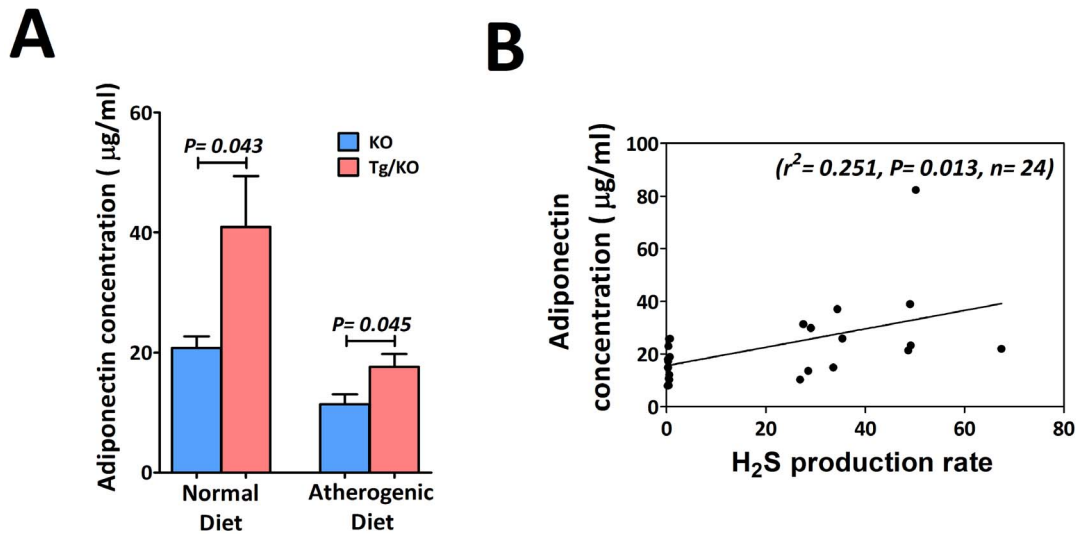 A
Adiponectin concentration ( μg/ml)
60
40
20
0
P= 0.043
P= 0.045
KO
Tg/KO
Normal
Diet
Atherogenic
Diet
B
Adiponectin
concentration ( μg/ml)
100
80
60
40
20
0
(r²= 0.251, P= 0.013, n= 24)
0 20 40 60 80
H₂S production rate